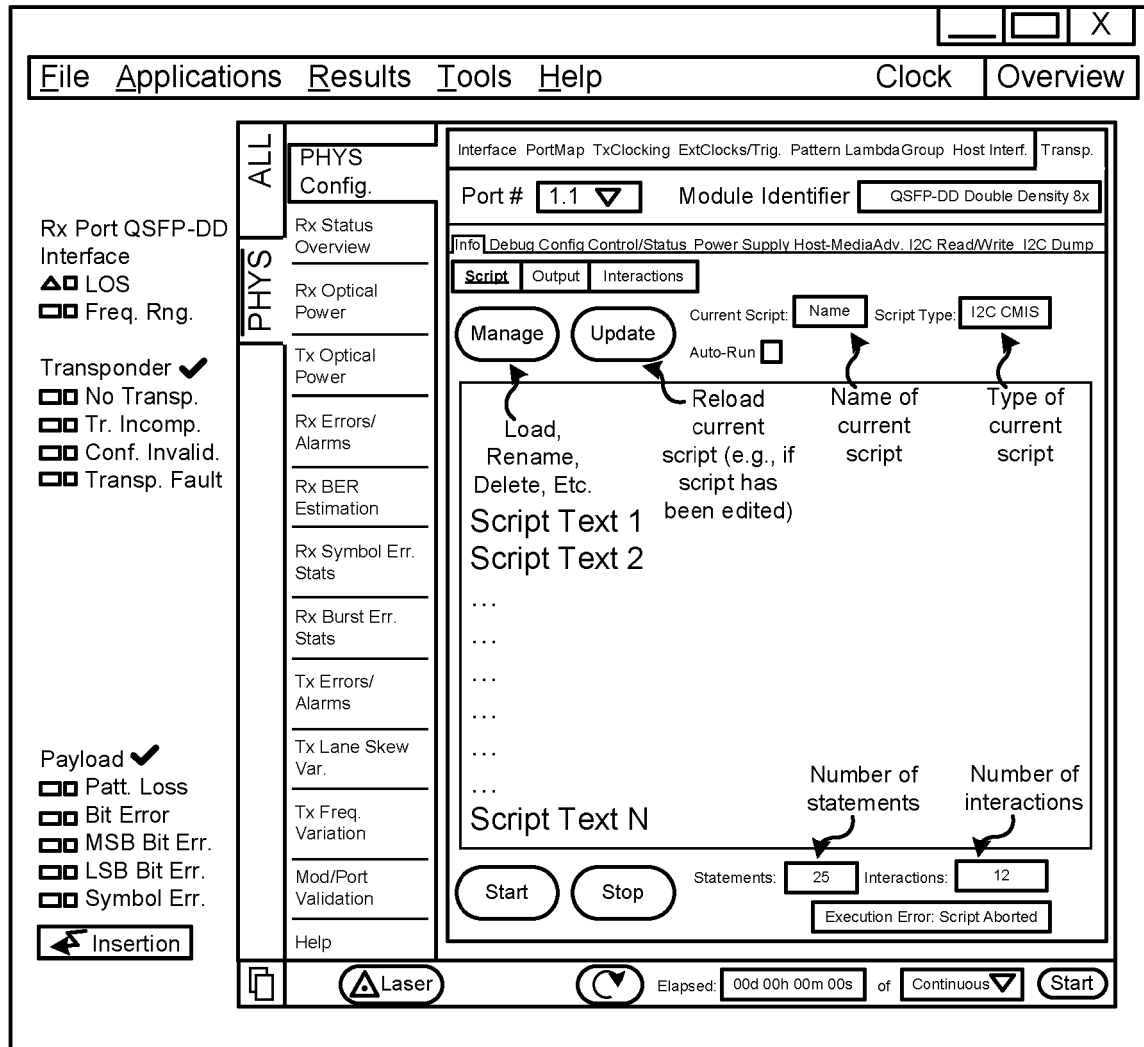 X
File Applications Results Tools Help Clock Overview
Rx Port QSFP-DD
Interface
LOS
Freq. Rng.
Transponder
No Transp.
Tr. Incomp.
Conf. Invalid.
Transp. Fault
Payload
Patt. Loss
Bit Error
MSB Bit Err.
LSB Bit Err.
Symbol Err.
Insertion
ALL
PHYS
PHYS
Config.
Rx Status
Overview
Rx Optical
Power
Tx Optical
Power
Rx Errors/
Alarms
Rx BER
Estimation
Rx Symbol Err.
Stats
Rx Burst Err.
Stats
Tx Errors/
Alarms
Tx Lane Skew
Var.
Tx Freq.
Variation
Mod/Port
Validation
Help
Interface PortMap TxClocking ExtClocks/Trig. Pattern LambdaGroup Host Interf. Transp.
Port # 1.1 Module Identifier QSFP-DD Double Density 8x
Info Debug Config Control/Status Power Supply Host-MediaAdv. I2C Read/Write I2C Dump
Script Output Interactions
Manage Update Current Script: Name Script Type: I2C CMIS
Auto-Run
Load,
Rename,
Delete, Etc.
Reload
current
script (e.g., if
script has
been edited)
Name of
current
script
Type of
current
script
Script Text 1
Script Text 2
...
...
...
...
...
...
Script Text N
Number of
statements
Number of
interactions
Start Stop Statements: 25 Interactions: 12
Execution Error: Script Aborted
Laser Elapsed: 00d 00h 00m 00s of Continuous Start